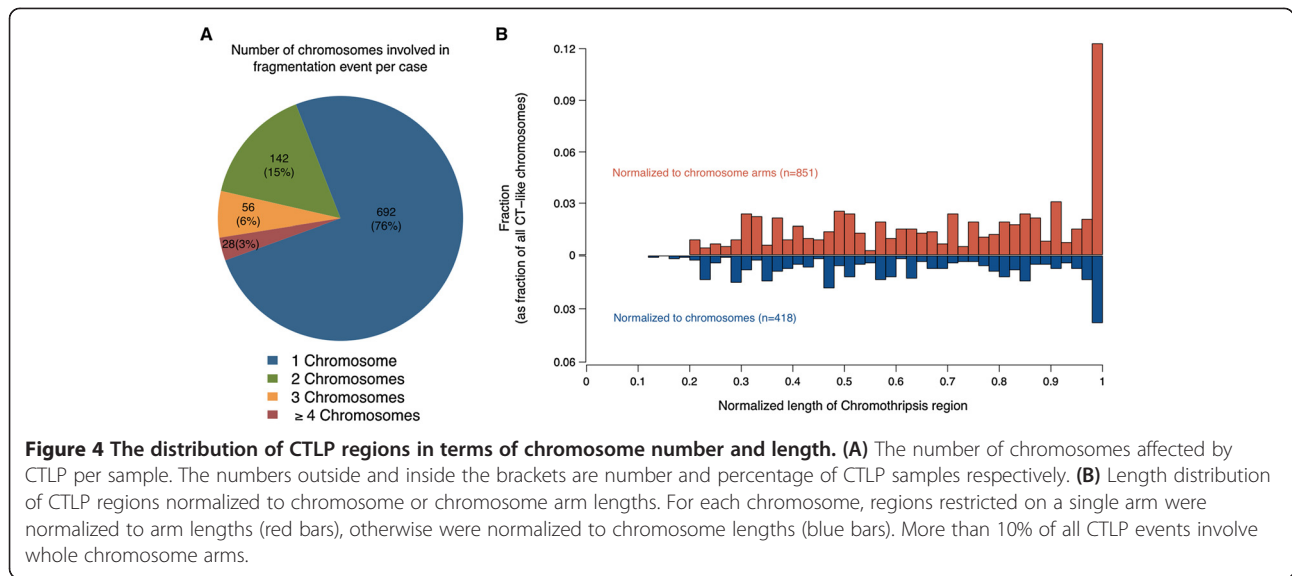 A
Number of chromosomes involved in
fragmentation event per case
142
(15%)
56
(6%)
28(3%)
692
(76%)
1 Chromosome
2 Chromosomes
3 Chromosomes
≥ 4 Chromosomes
B
Fraction
(as fraction of all CT−like chromosomes)
0.12
0.09
0.06
0.03
0
0.03
0.06
Normalized to chromosome arms (n=851)
Normalized to chromosomes (n=418)
0 0.1 0.2 0.3 0.4 0.5 0.6 0.7 0.8 0.9 1
Normalized length of Chromothripsis region
Figure 4 The distribution of CTLP regions in terms of chromosome number and length. (A) The number of chromosomes affected by
CTLP per sample. The numbers outside and inside the brackets are number and percentage of CTLP samples respectively. (B) Length distribution
of CTLP regions normalized to chromosome or chromosome arm lengths. For each chromosome, regions restricted on a single arm were
normalized to arm lengths (red bars), otherwise were normalized to chromosome lengths (blue bars). More than 10% of all CTLP events involve
whole chromosome arms.